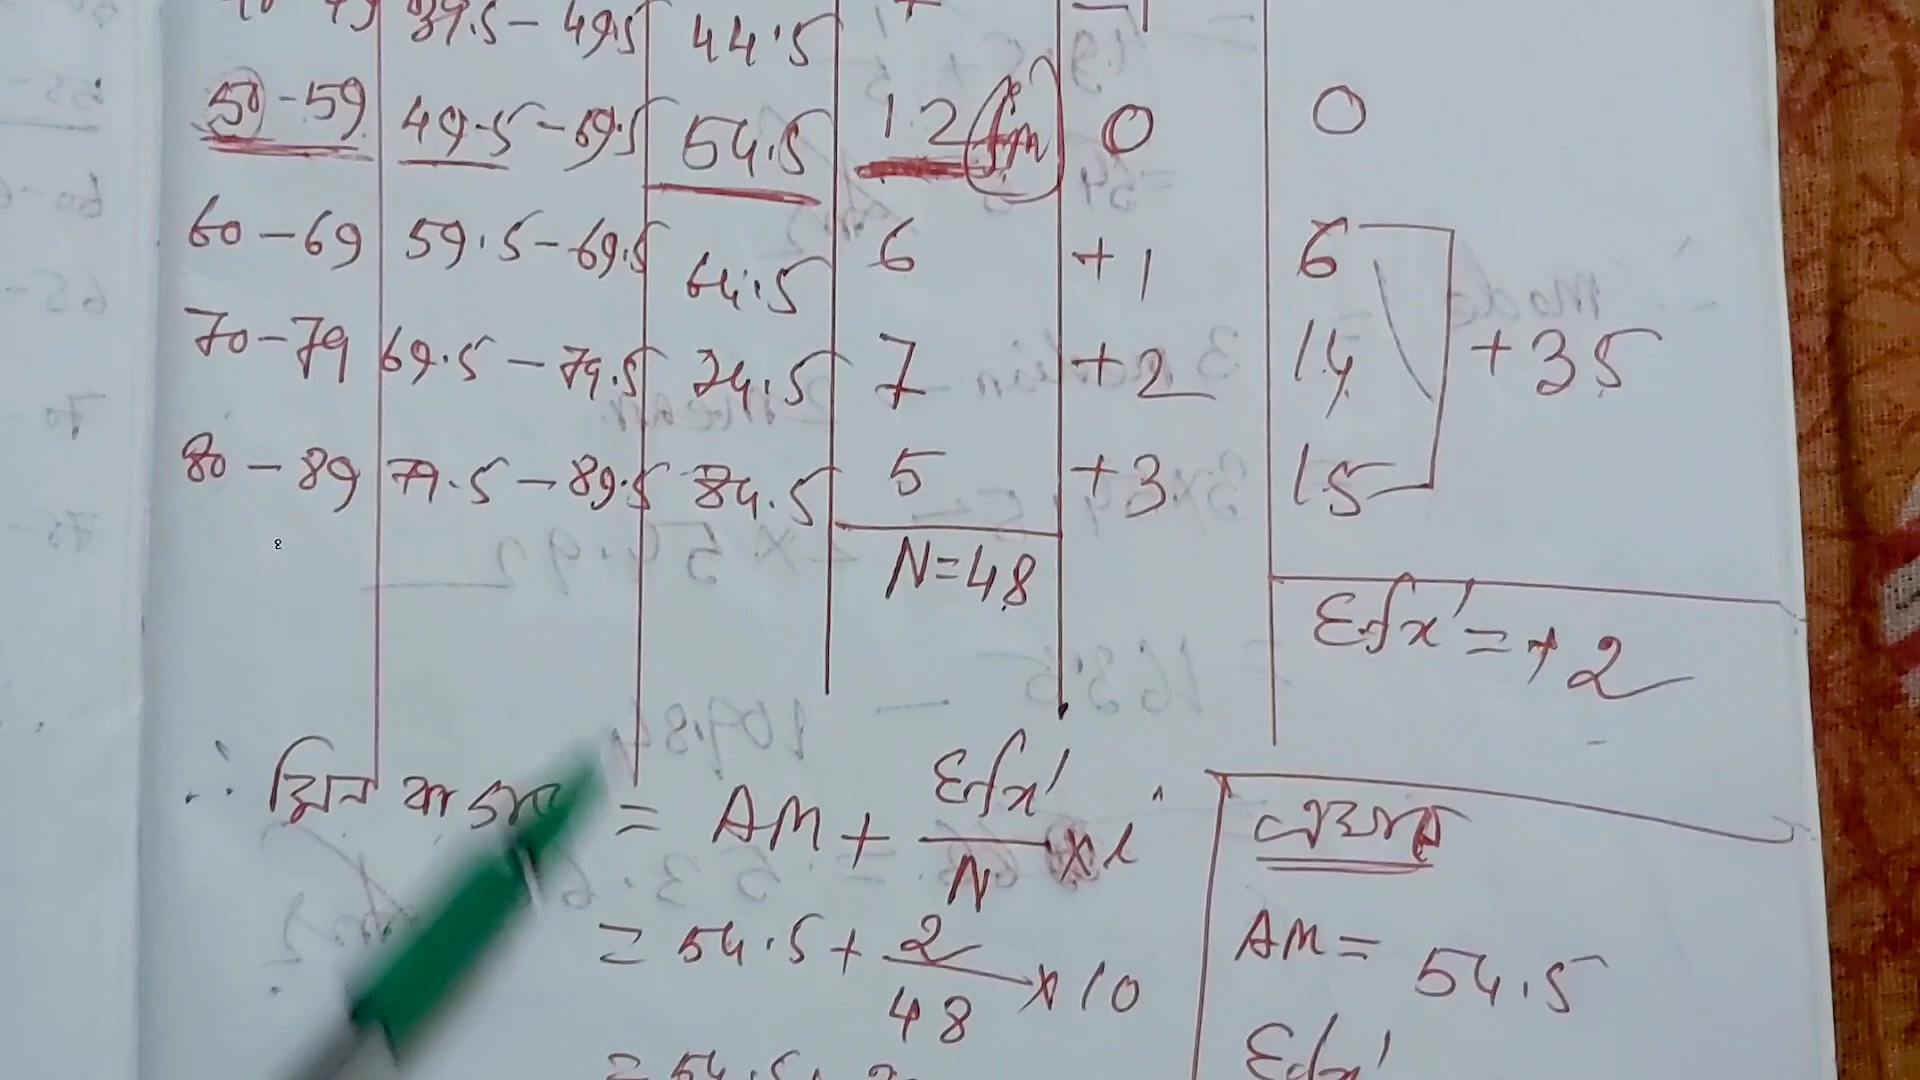 39.5 - 49.5 44.5
50 - 59 49.5 - 59.5 54.5 12 fm 0 0
60 - 69 59.5 - 69.5 64.5 6 + 1 6
70 - 79 69.5 - 79.5 74.5 7 + 2 14 + 35
80 - 89 79.5 - 89.5 84.5 5 + 3 15
N = 48
Σfx' = + 2
∴ মিন বা গড় = AM + Σfx' / N × i
= 54.5 + 2 / 48 × 10
এখানে
AM = 54.5
Σfx'